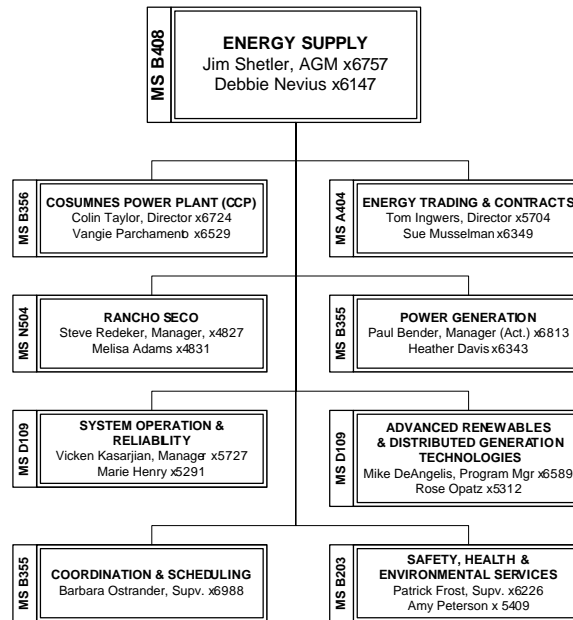 MS B408
ENERGY SUPPLY
Jim Shetler, AGM x6757
Debbie Nevius x6147
MS B356
COSUMNES POWER PLANT (CCP)
Colin Taylor, Director x6724
Vangie Parchamento x6529
MS A404
ENERGY TRADING & CONTRACTS
Tom Ingwers, Director x5704
Sue Musselman x6349
MS N504
RANCHO SECO
Steve Redeker, Manager, x4827
Melisa Adams x4831
MS B355
POWER GENERATION
Paul Bender, Manager (Act.) x6813
Heather Davis x6343
MS D109
SYSTEM OPERATION &
RELIABILITY
Vicken Kasarjian, Manager x5727
Marie Henry x5291
MS D109
ADVANCED RENEWABLES
& DISTRIBUTED GENERATION
TECHNOLOGIES
Mike DeAngelis, Program Mgr x6589
Rose Opatz x5312
MS B355
COORDINATION & SCHEDULING
Barbara Ostrander, Supv. x6988
MS B203
SAFETY, HEALTH &
ENVIRONMENTAL SERVICES
Patrick Frost, Supv. x6226
Amy Peterson x 5409